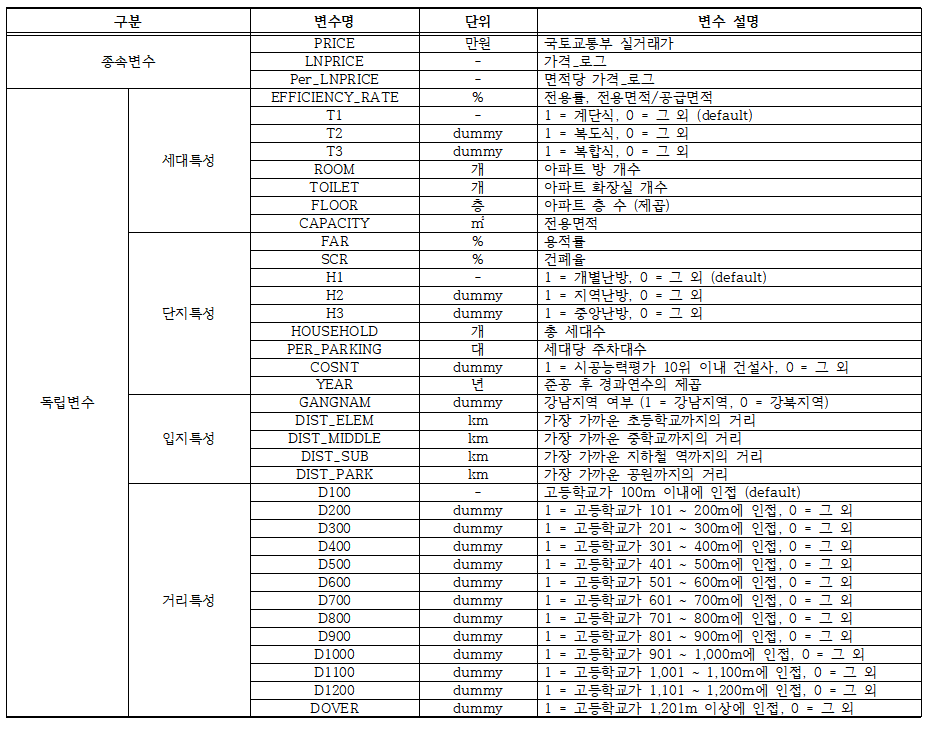 구분 변수명 단위 변수 설명
종속변수 PRICE 만원 국토교통부 실거래가
LNPRICE - 가격_로그
Per_LNPRICE - 면적당 가격_로그
독립변수 세대특성 EFFICIENCY_RATE % 전용률, 전용면적/공급면적
T1 - 1 = 계단식, 0 = 그 외 (default)
T2 dummy 1 = 복도식, 0 = 그 외
T3 dummy 1 = 복합식, 0 = 그 외
ROOM 개 아파트 방 개수
TOILET 개 아파트 화장실 개수
FLOOR 층 아파트 층 수 (제곱)
CAPACITY ㎡ 전용면적
단지특성 FAR % 용적률
SCR % 건폐율
H1 - 1 = 개별난방, 0 = 그 외 (default)
H2 dummy 1 = 지역난방, 0 = 그 외
H3 dummy 1 = 중앙난방, 0 = 그 외
HOUSEHOLD 개 총 세대수
PER_PARKING 대 세대당 주차대수
COSNT dummy 1 = 시공능력평가 10위 이내 건설사, 0 = 그 외
YEAR 년 준공 후 경과연수의 제곱
입지특성 GANGNAM dummy 강남지역 여부 (1 = 강남지역, 0 = 강북지역)
DIST_ELEM km 가장 가까운 초등학교까지의 거리
DIST_MIDDLE km 가장 가까운 중학교까지의 거리
DIST_SUB km 가장 가까운 지하철 역까지의 거리
DIST_PARK km 가장 가까운 공원까지의 거리
거리특성 D100 - 고등학교가 100m 이내에 인접 (default)
D200 dummy 1 = 고등학교가 101 ~ 200m에 인접, 0 = 그 외
D300 dummy 1 = 고등학교가 201 ~ 300m에 인접, 0 = 그 외
D400 dummy 1 = 고등학교가 301 ~ 400m에 인접, 0 = 그 외
D500 dummy 1 = 고등학교가 401 ~ 500m에 인접, 0 = 그 외
D600 dummy 1 = 고등학교가 501 ~ 600m에 인접, 0 = 그 외
D700 dummy 1 = 고등학교가 601 ~ 700m에 인접, 0 = 그 외
D800 dummy 1 = 고등학교가 701 ~ 800m에 인접, 0 = 그 외
D900 dummy 1 = 고등학교가 801 ~ 900m에 인접, 0 = 그 외
D1000 dummy 1 = 고등학교가 901 ~ 1,000m에 인접, 0 = 그 외
D1100 dummy 1 = 고등학교가 1,001 ~ 1,100m에 인접, 0 = 그 외
D1200 dummy 1 = 고등학교가 1,101 ~ 1,200m에 인접, 0 = 그 외
DOVER dummy 1 = 고등학교가 1,201m 이상에 인접, 0 = 그 외